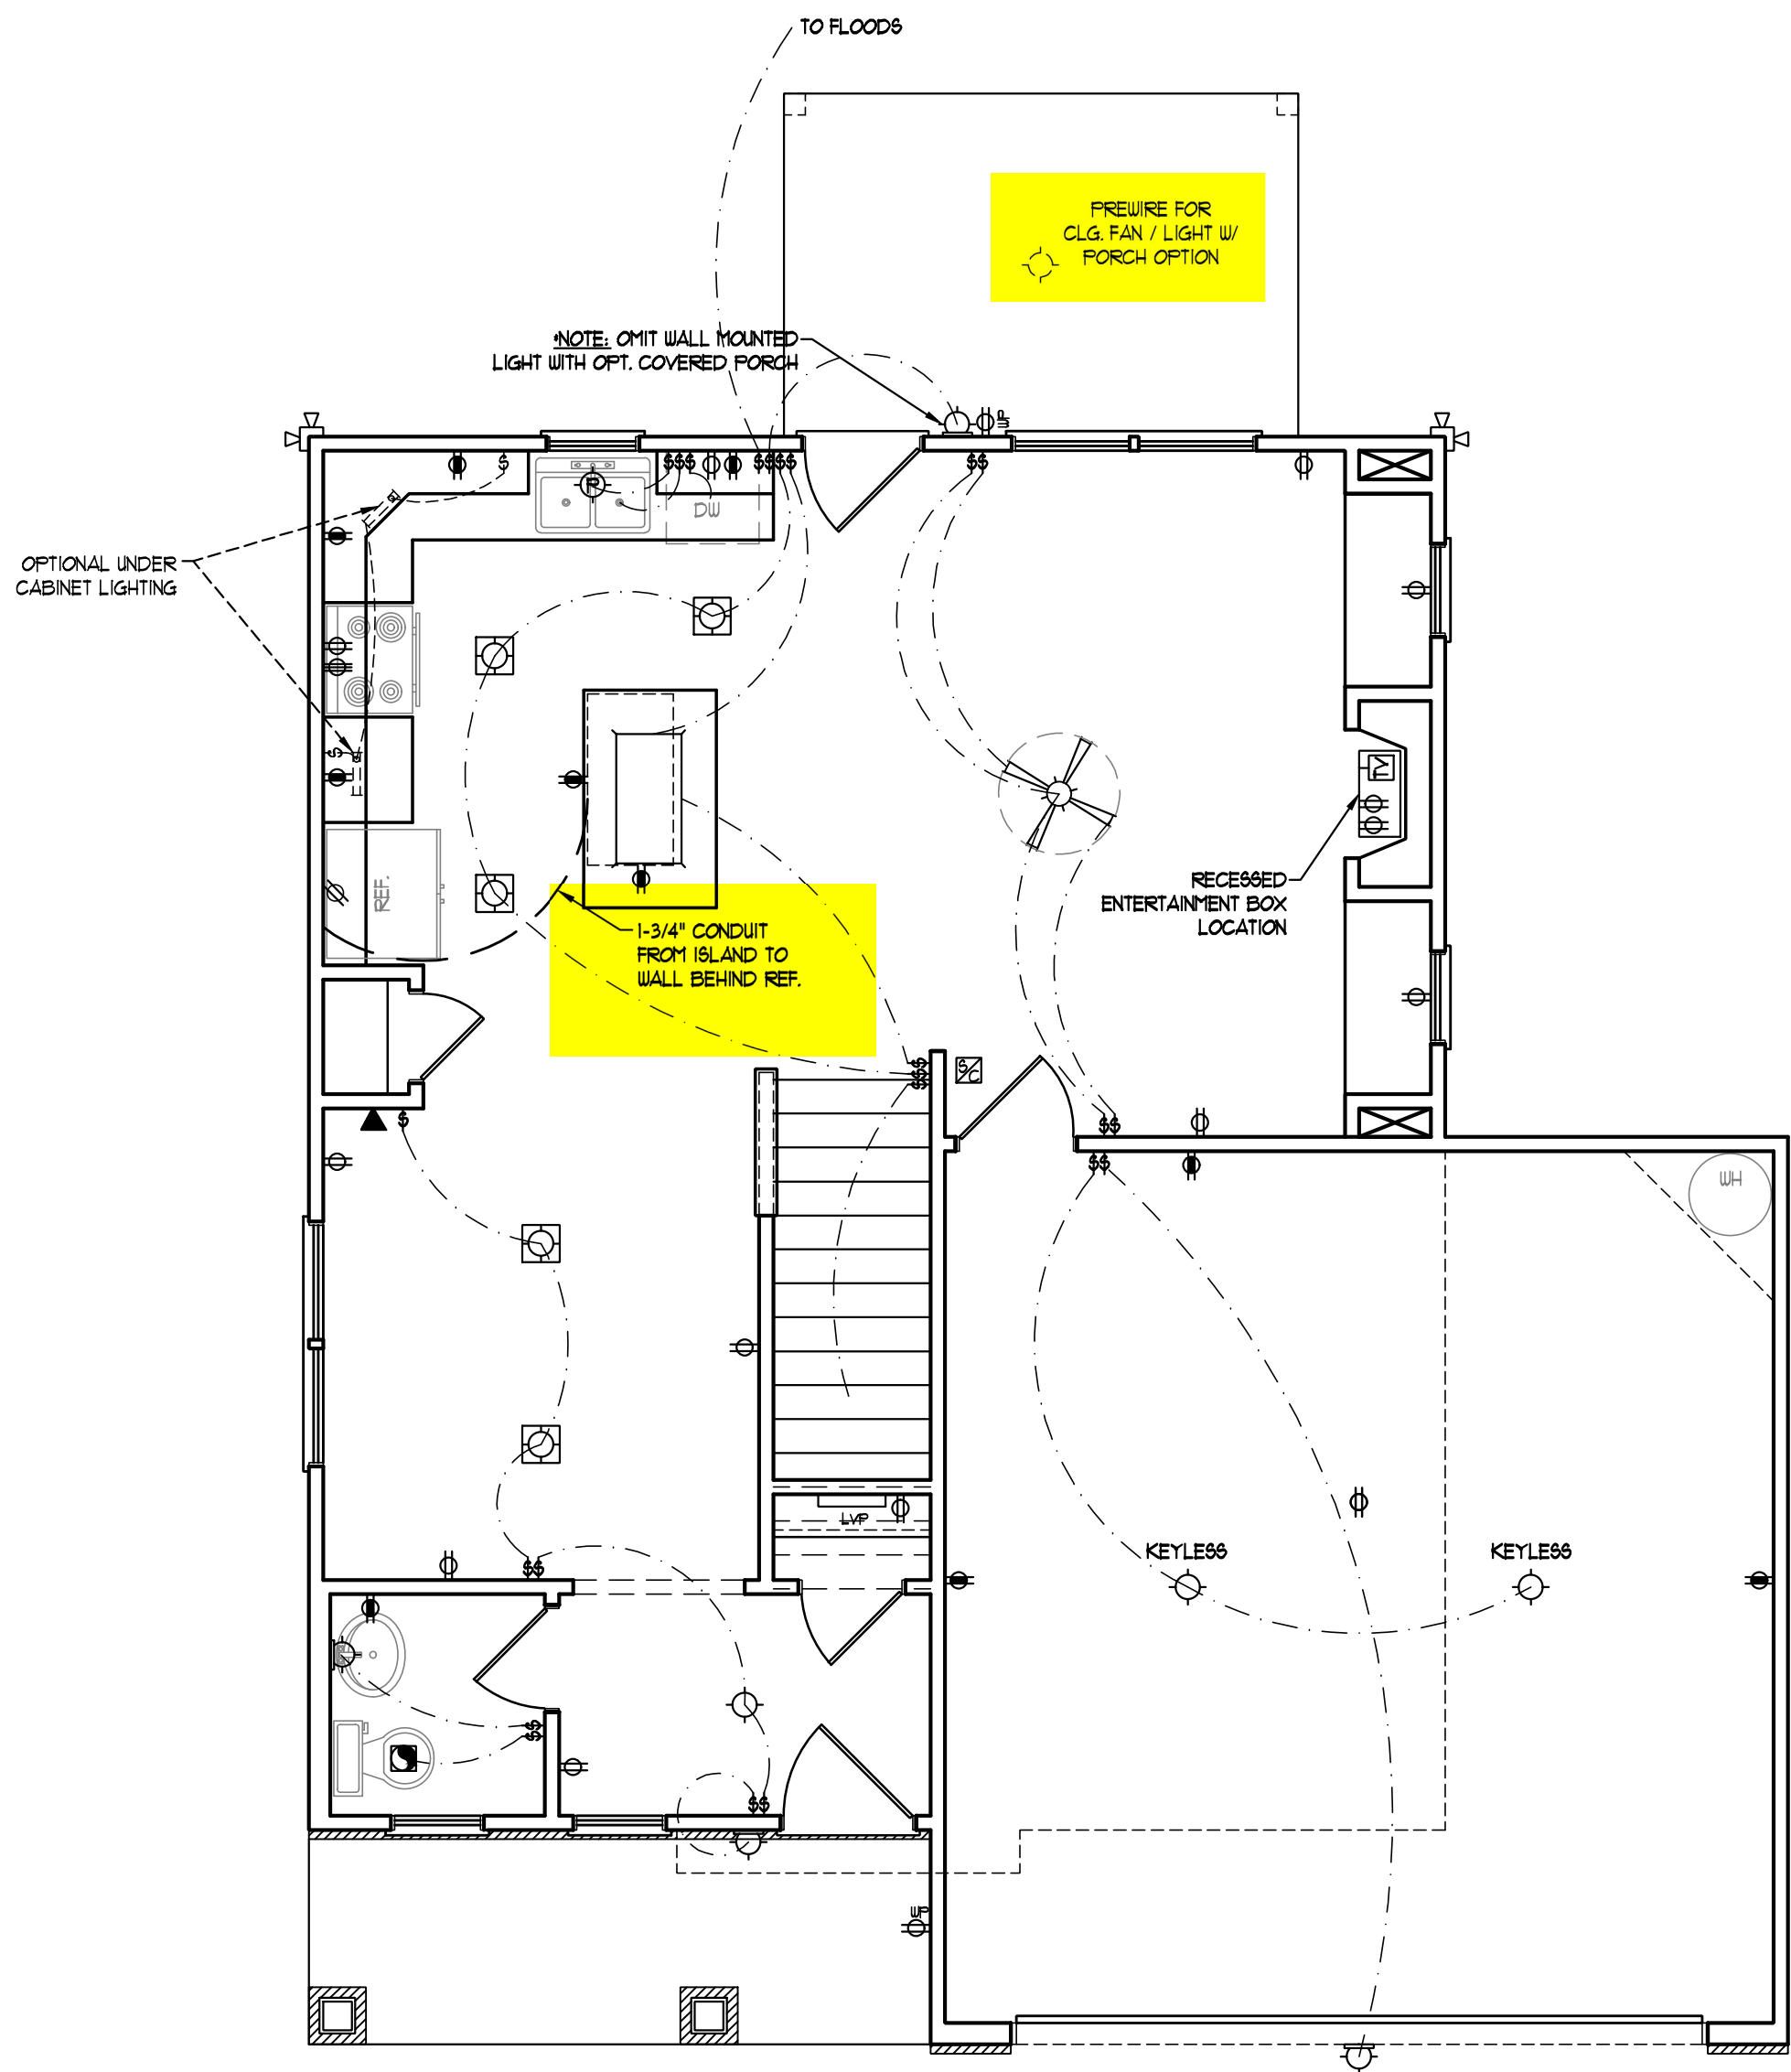 TO FLOODS
PREWIRE FOR
CLG. FAN / LIGHT W/
PORCH OPTION
*NOTE: OMIT WALL MOUNTED
LIGHT WITH OPT. COVERED PORCH
wp
$
$$$
$$$$
$$
DW
OPTIONAL UNDER
CABINET LIGHTING
$
TV
REF.
RECESSED
ENTERTAINMENT BOX
LOCATION
1-3/4" CONDUIT
FROM ISLAND TO
WALL BEHIND REF.
$$$
S/C
$
$$
$$
WH
LVP
KEYLESS
KEYLESS
$$
$$
$$
wp